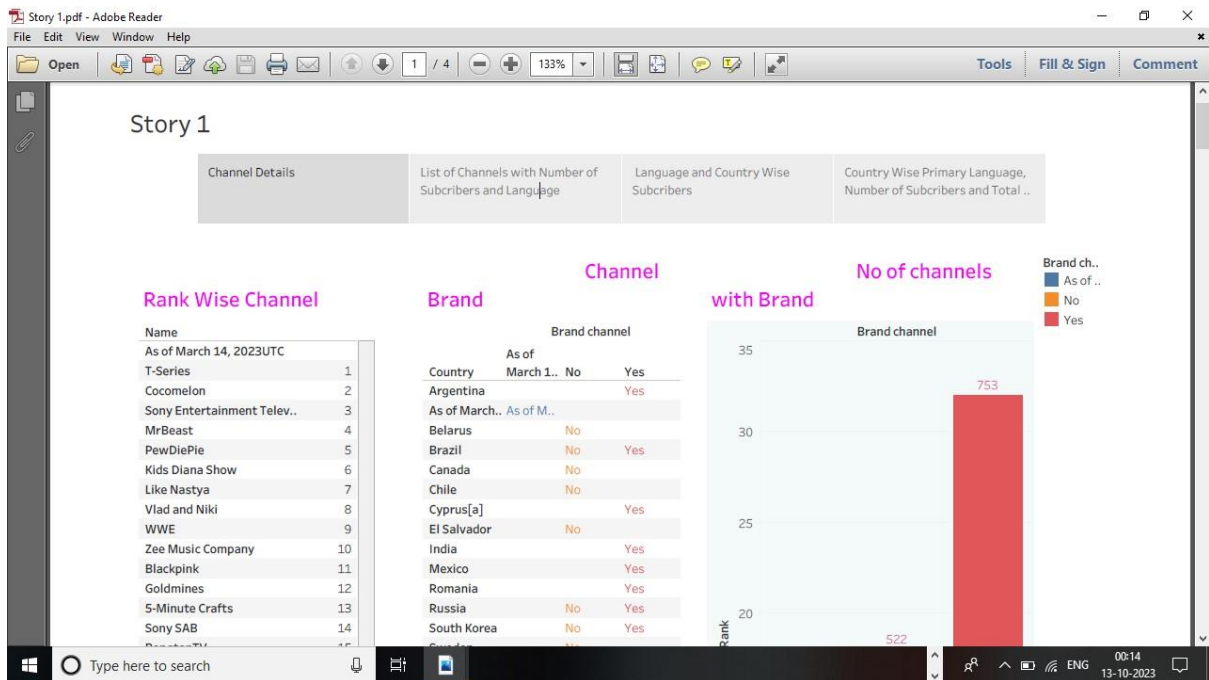 Story 1.pdf - Adobe Reader
File Edit View Window Help
Open 1 / 4 133% Tools Fill & Sign Comment
Story 1
Channel Details
List of Channels with Number of
Subcribers and Language
Language and Country Wise
Subcribers
Country Wise Primary Language,
Number of Subcribers and Total ..
Rank Wise Channel
Name
As of March 14, 2023UTC
T-Series 1
Cocomelon 2
Sony Entertainment Telev.. 3
MrBeast 4
PewDiePie 5
Kids Diana Show 6
Like Nastya 7
Vlad and Niki 8
WWE 9
Zee Music Company 10
Blackpink 11
Goldmines 12
5-Minute Crafts 13
Sony SAB 14
Channel
Brand
Brand channel
As of
Country March 1.. No Yes
Argentina Yes
As of March.. As of M..
Belarus No
Brazil No Yes
Canada No
Chile No
Cyprus[a] Yes
El Salvador No
India Yes
Mexico Yes
Romania Yes
Russia No Yes
South Korea No Yes
No of channels
with Brand
Brand channel
35
753
30
25
20
522
Rank
Brand ch..
As of ..
No
Yes
Type here to search
ENG
00:14
13-10-2023